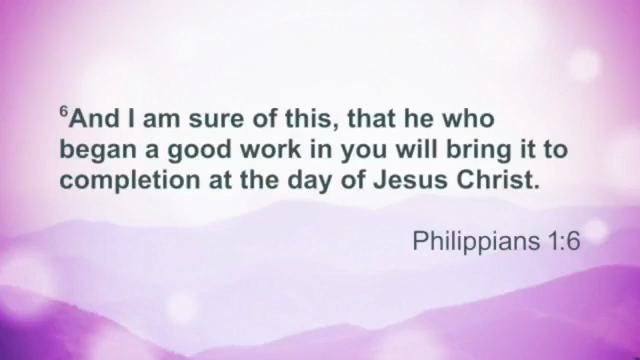 ⁶And I am sure of this, that he who
began a good work in you will bring it to
completion at the day of Jesus Christ.
Philippians 1:6